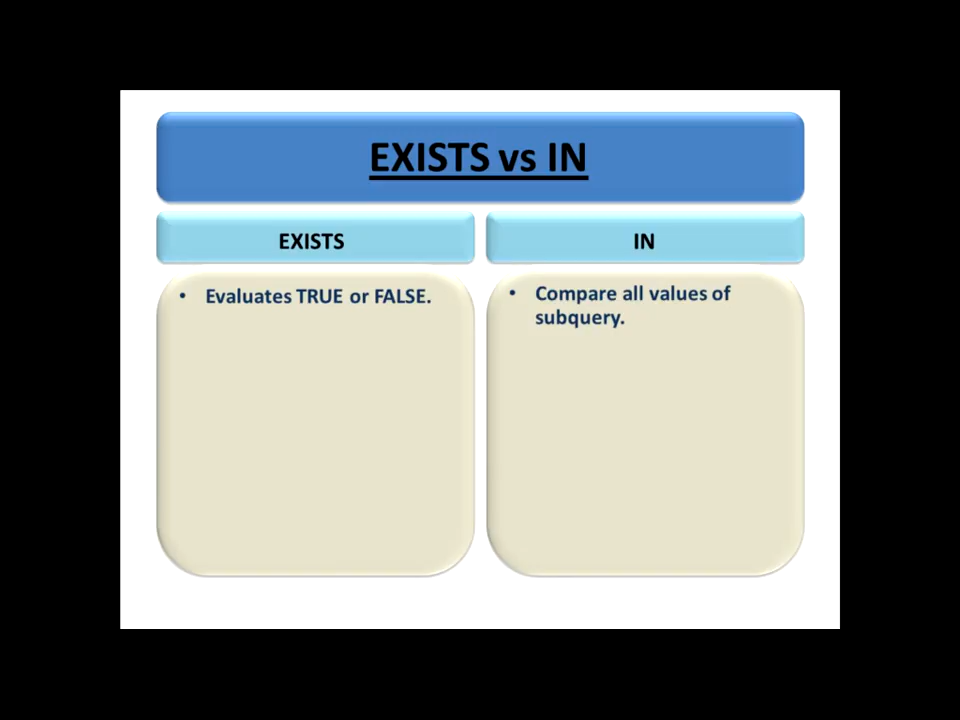 EXISTS vs IN
EXISTS
IN
• Evaluates TRUE or FALSE.
• Compare all values of
subquery.